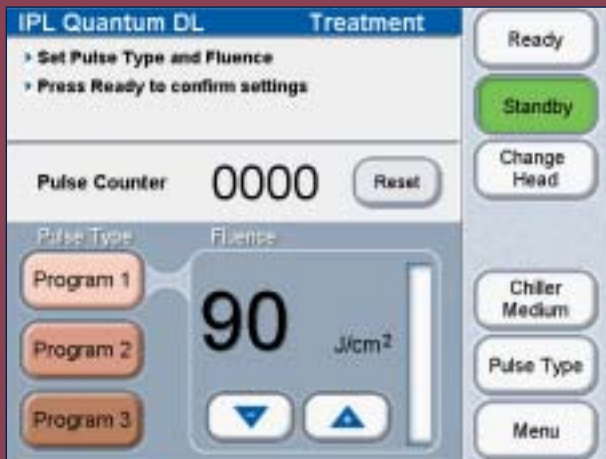 IPL Quantum DL Treatment
Set Pulse Type and Fluence
Press Ready to confirm settings
Pulse Counter 0000 Reset
Pulse Type Fluence
Program 1
Program 2
Program 3
90 J/cm²
- +
Ready
Standby
Change
Head
Chiller
Medium
Pulse Type
Menu